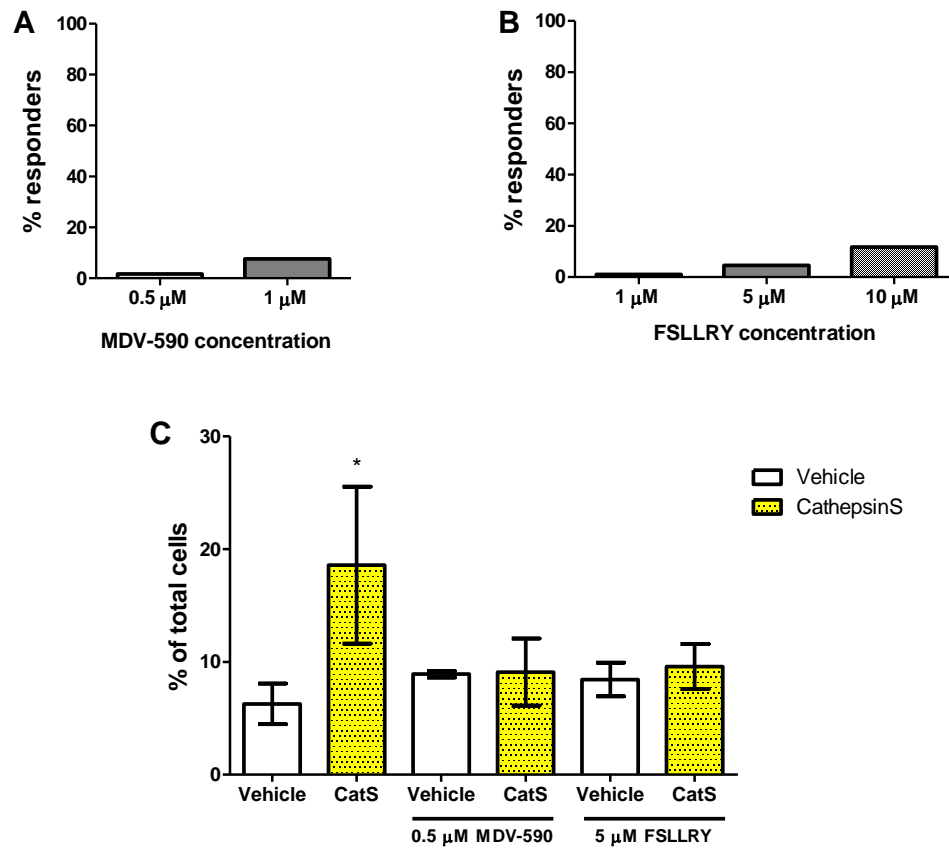 A
100
80
60
40
20
0
% responders
0.5 μM 1 μM
MDV-590 concentration
B
100
80
60
40
20
0
% responders
1 μM 5 μM 10 μM
FSLLRY concentration
C
30
20
10
0
% of total cells
*
Vehicle
CathepsinS
Vehicle CatS Vehicle CatS Vehicle CatS
0.5 μM MDV-590 5 μM FSLLRY